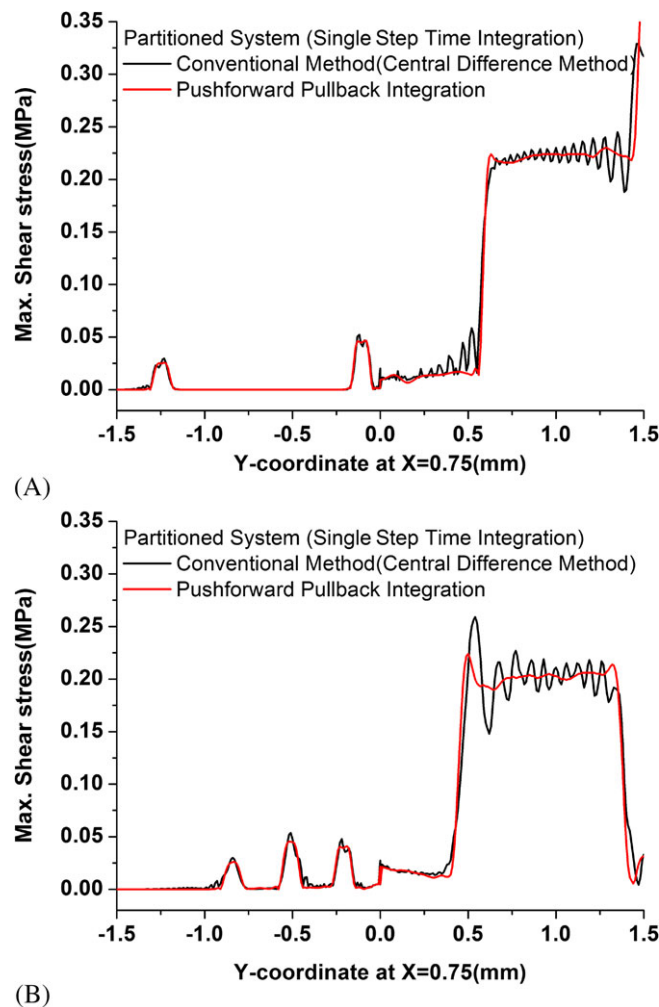 0.35
Partitioned System (Single Step Time Integration)
Conventional Method(Central Difference Method)
Pushforward Pullback Integration
0.30
0.25
0.20
0.15
0.10
0.05
0.00
Max. Shear stress(MPa)
-1.5 -1.0 -0.5 0.0 0.5 1.0 1.5
Y-coordinate at X=0.75(mm)
(A)
0.35
Partitioned System (Single Step Time Integration)
Conventional Method(Central Difference Method)
Pushforward Pullback Integration
0.30
0.25
0.20
0.15
0.10
0.05
0.00
Max. Shear stress(MPa)
-1.5 -1.0 -0.5 0.0 0.5 1.0 1.5
Y-coordinate at X=0.75(mm)
(B)